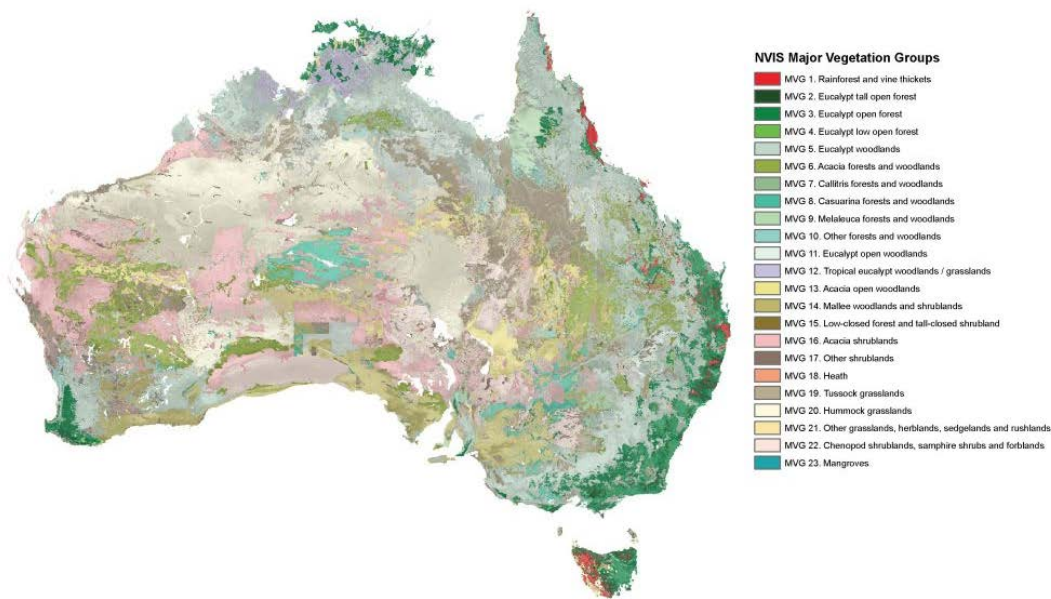 NVIS Major Vegetation Groups
MVG 1. Rainforest and vine thickets
MVG 2. Eucalypt tall open forest
MVG 3. Eucalypt open forest
MVG 4. Eucalypt low open forest
MVG 5. Eucalypt woodlands
MVG 6. Acacia forests and woodlands
MVG 7. Callitris forests and woodlands
MVG 8. Casuarina forests and woodlands
MVG 9. Melaleuca forests and woodlands
MVG 10. Other forests and woodlands
MVG 11. Eucalypt open woodlands
MVG 12. Tropical eucalypt woodlands / grasslands
MVG 13. Acacia open woodlands
MVG 14. Mallee woodlands and shrublands
MVG 15. Low-closed forest and tall-closed shrubland
MVG 16. Acacia shrublands
MVG 17. Other shrublands
MVG 18. Heath
MVG 19. Tussock grasslands
MVG 20. Hummock grasslands
MVG 21. Other grasslands, herblands, sedgelands and rushlands
MVG 22. Chenopod shrublands, samphire shrubs and forblands
MVG 23. Mangroves